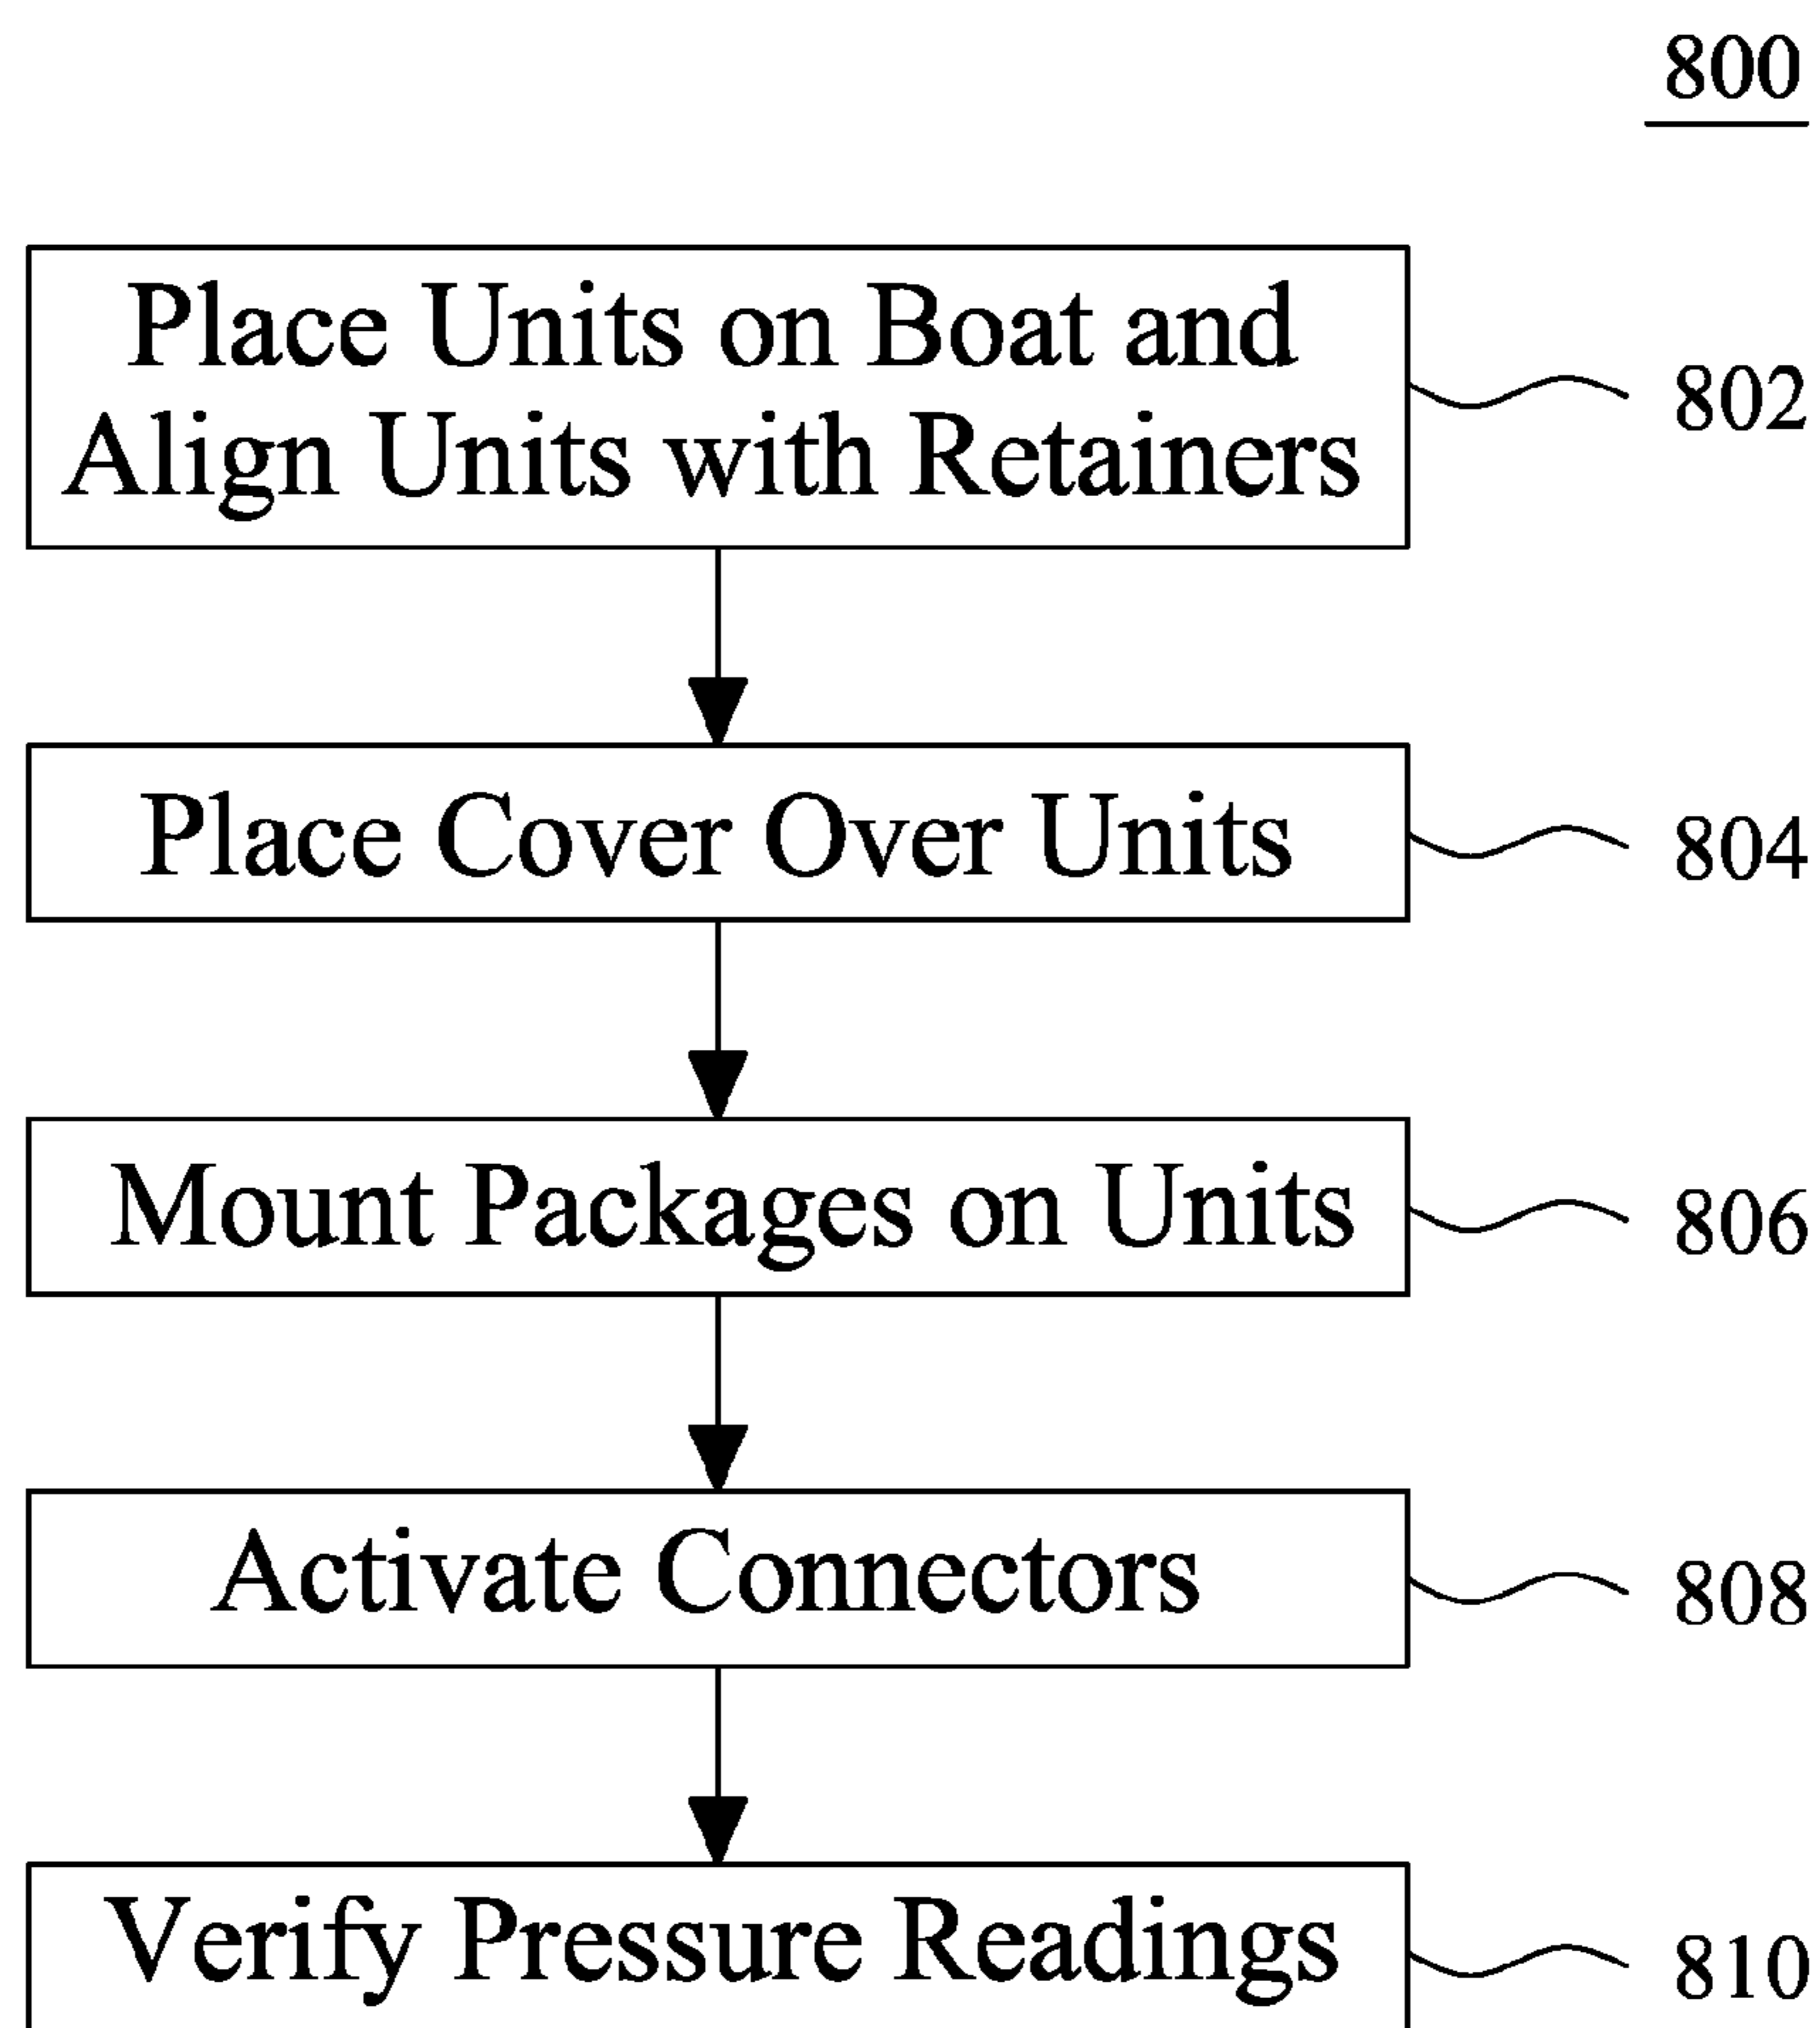 800
Place Units on Boat and
Align Units with Retainers
802
Place Cover Over Units
804
Mount Packages on Units
806
Activate Connectors
808
Verify Pressure Readings
810